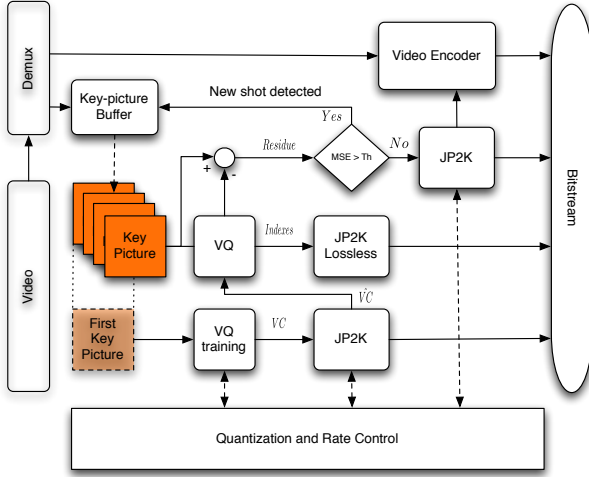 Demux
Video Encoder
Key-picture
Buffer
New shot detected
Yes
Residue
MSE > Th
No
JP2K
+
-
Key
Picture
VQ
Indexes
JP2K
Lossless
Bitstream
Video
V̂C
First
Key
Picture
VQ
training
VC
JP2K
Quantization and Rate Control